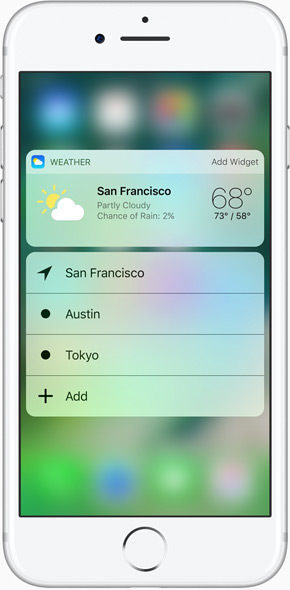 WEATHER Add Widget
San Francisco
Partly Cloudy
Chance of Rain: 2%
68°
73° / 58°
San Francisco
Austin
Tokyo
Add